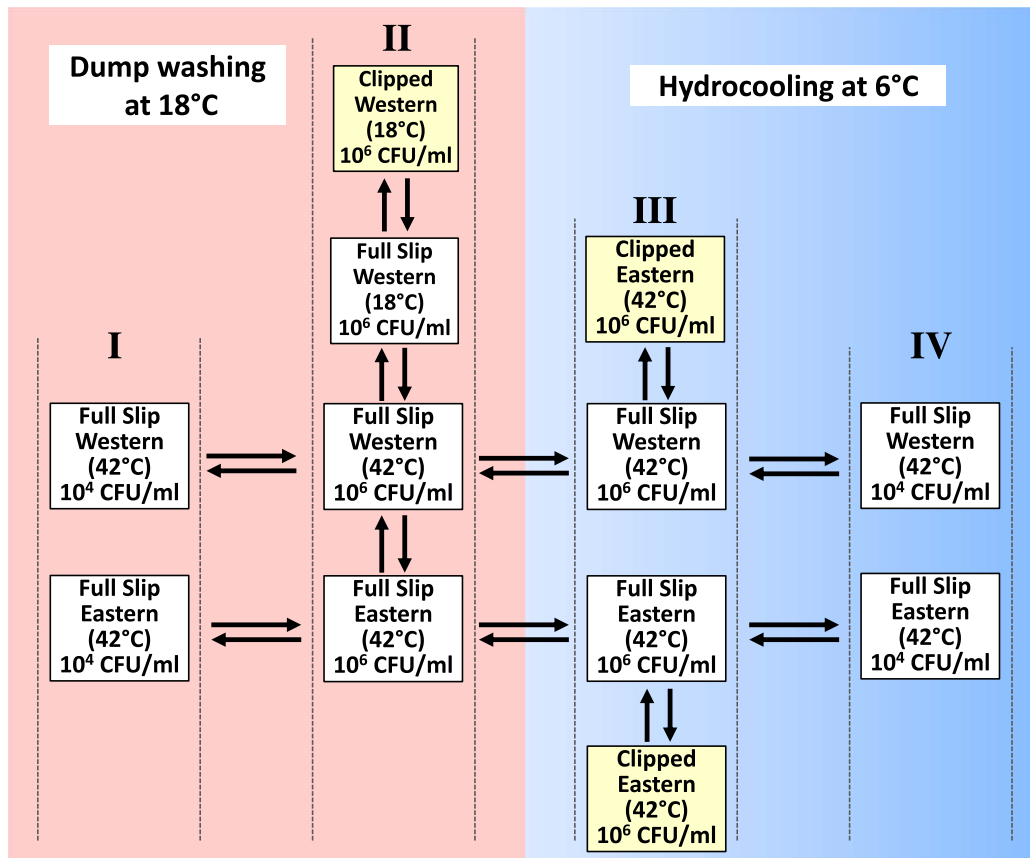 Dump washing
at 18°C
Hydrocooling at 6°C
I
Full Slip
Western
(42°C)
10⁴ CFU/ml
Full Slip
Eastern
(42°C)
10⁴ CFU/ml
II
Clipped
Western
(18°C)
10⁶ CFU/ml
Full Slip
Western
(18°C)
10⁶ CFU/ml
Full Slip
Western
(42°C)
10⁶ CFU/ml
Full Slip
Eastern
(42°C)
10⁶ CFU/ml
III
Clipped
Eastern
(42°C)
10⁶ CFU/ml
Full Slip
Western
(42°C)
10⁶ CFU/ml
Full Slip
Eastern
(42°C)
10⁶ CFU/ml
Clipped
Eastern
(42°C)
10⁶ CFU/ml
IV
Full Slip
Western
(42°C)
10⁴ CFU/ml
Full Slip
Eastern
(42°C)
10⁴ CFU/ml